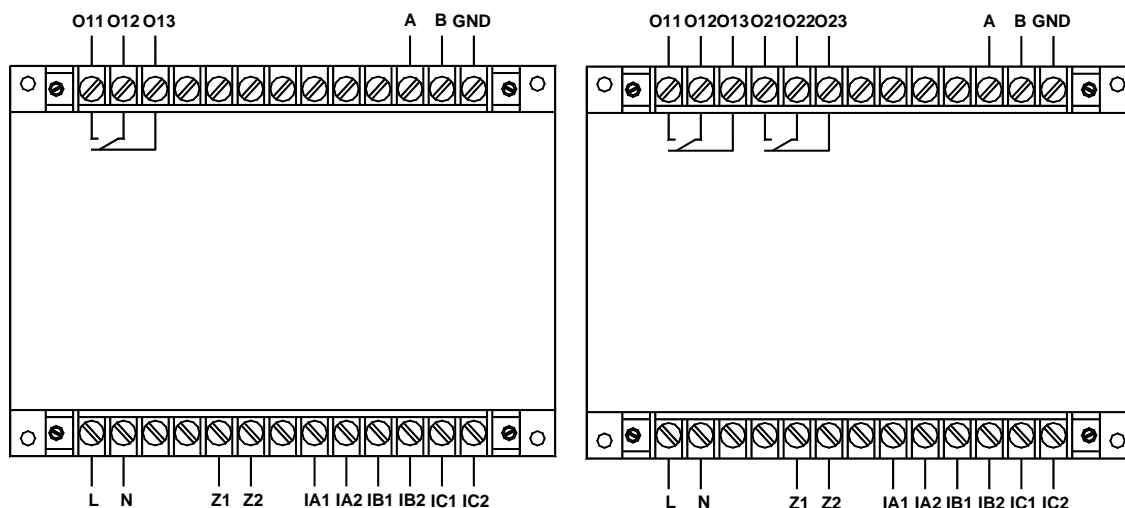 O11 O12 O13 A B GND O11 O12 O13 O21 O22 O23 A B GND
L N Z1 Z2 IA1 IA2 IB1 IB2 IC1 IC2 L N Z1 Z2 IA1 IA2 IB1 IB2 IC1 IC2